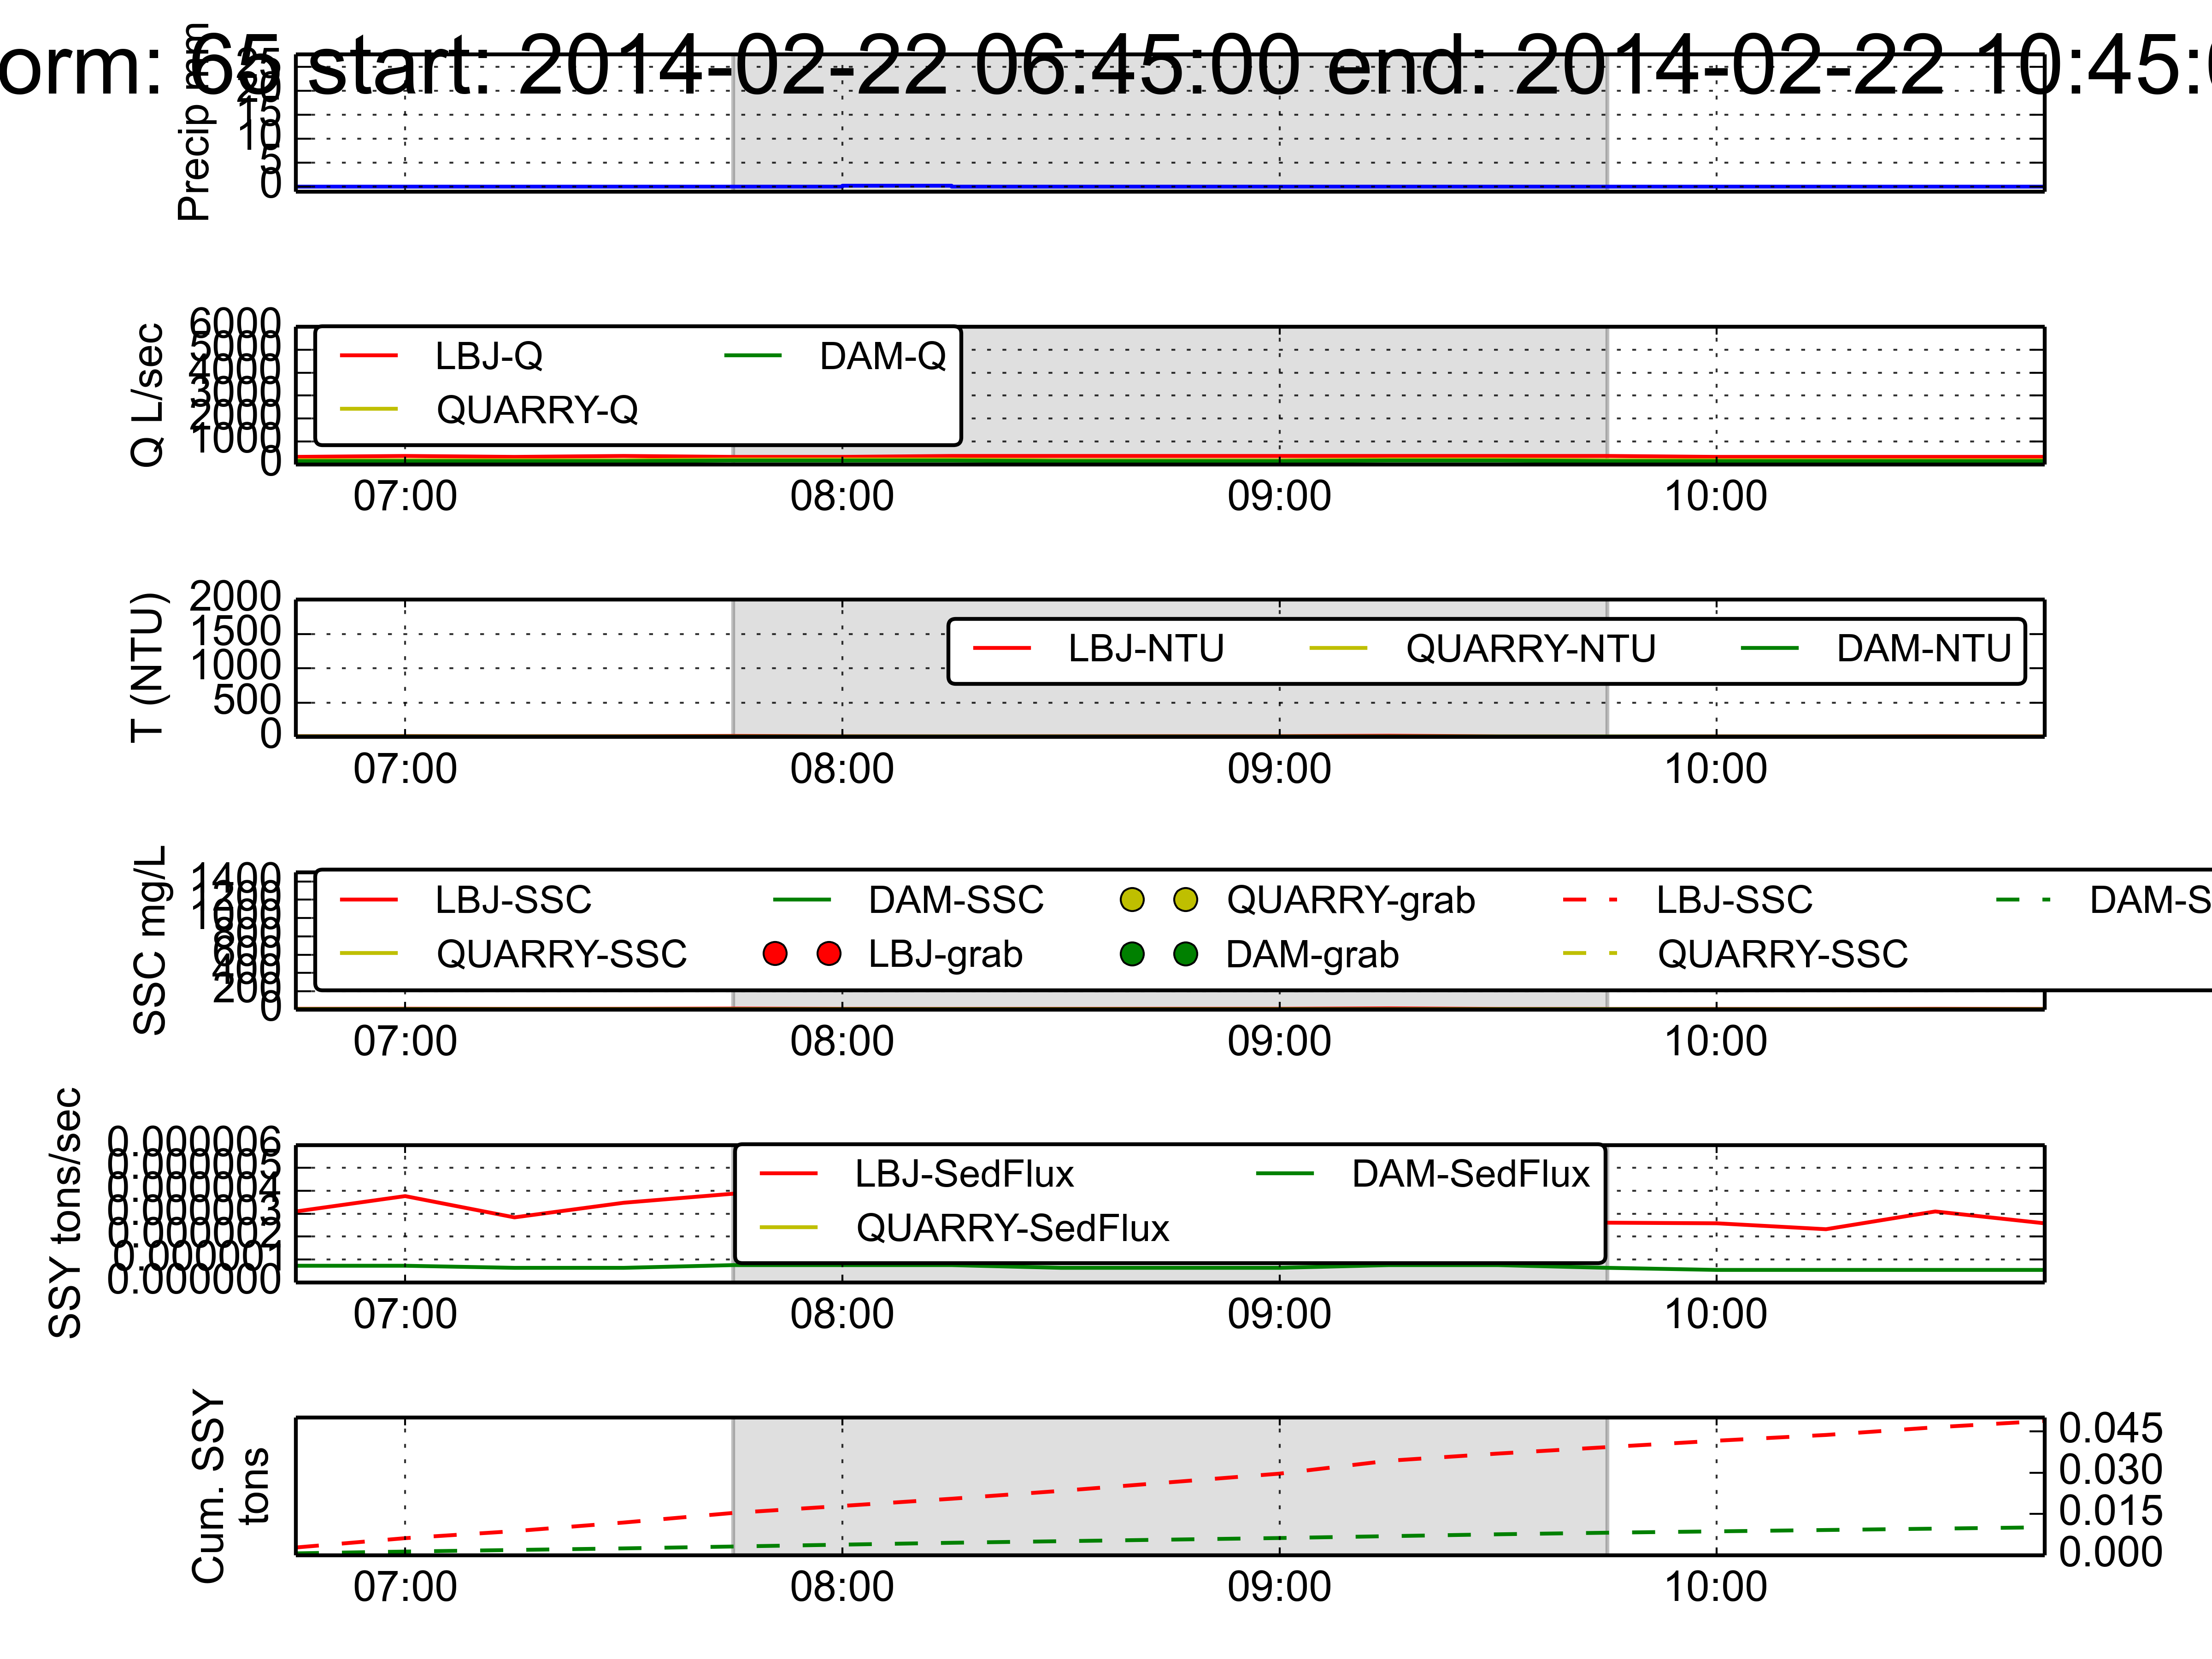 orm: 65 start: 2014-02-22 06:45:00 end: 2014-02-22 10:45:0
Precip mm
25
20
15
10
5
0
Q L/sec
6000
5000
4000
3000
2000
1000
0
LBJ-Q DAM-Q
QUARRY-Q
07:00 08:00 09:00 10:00
T (NTU)
2000
1500
1000
500
0
LBJ-NTU QUARRY-NTU DAM-NTU
07:00 08:00 09:00 10:00
SSC mg/L
1400
1200
1000
800
600
400
200
0
LBJ-SSC DAM-SSC QUARRY-grab LBJ-SSC DAM-S
QUARRY-SSC LBJ-grab DAM-grab QUARRY-SSC
07:00 08:00 09:00 10:00
SSY tons/sec
0.000006
0.000005
0.000004
0.000003
0.000002
0.000001
0.000000
LBJ-SedFlux DAM-SedFlux
QUARRY-SedFlux
07:00 08:00 09:00 10:00
Cum. SSY
tons
0.045
0.030
0.015
0.000
07:00 08:00 09:00 10:00